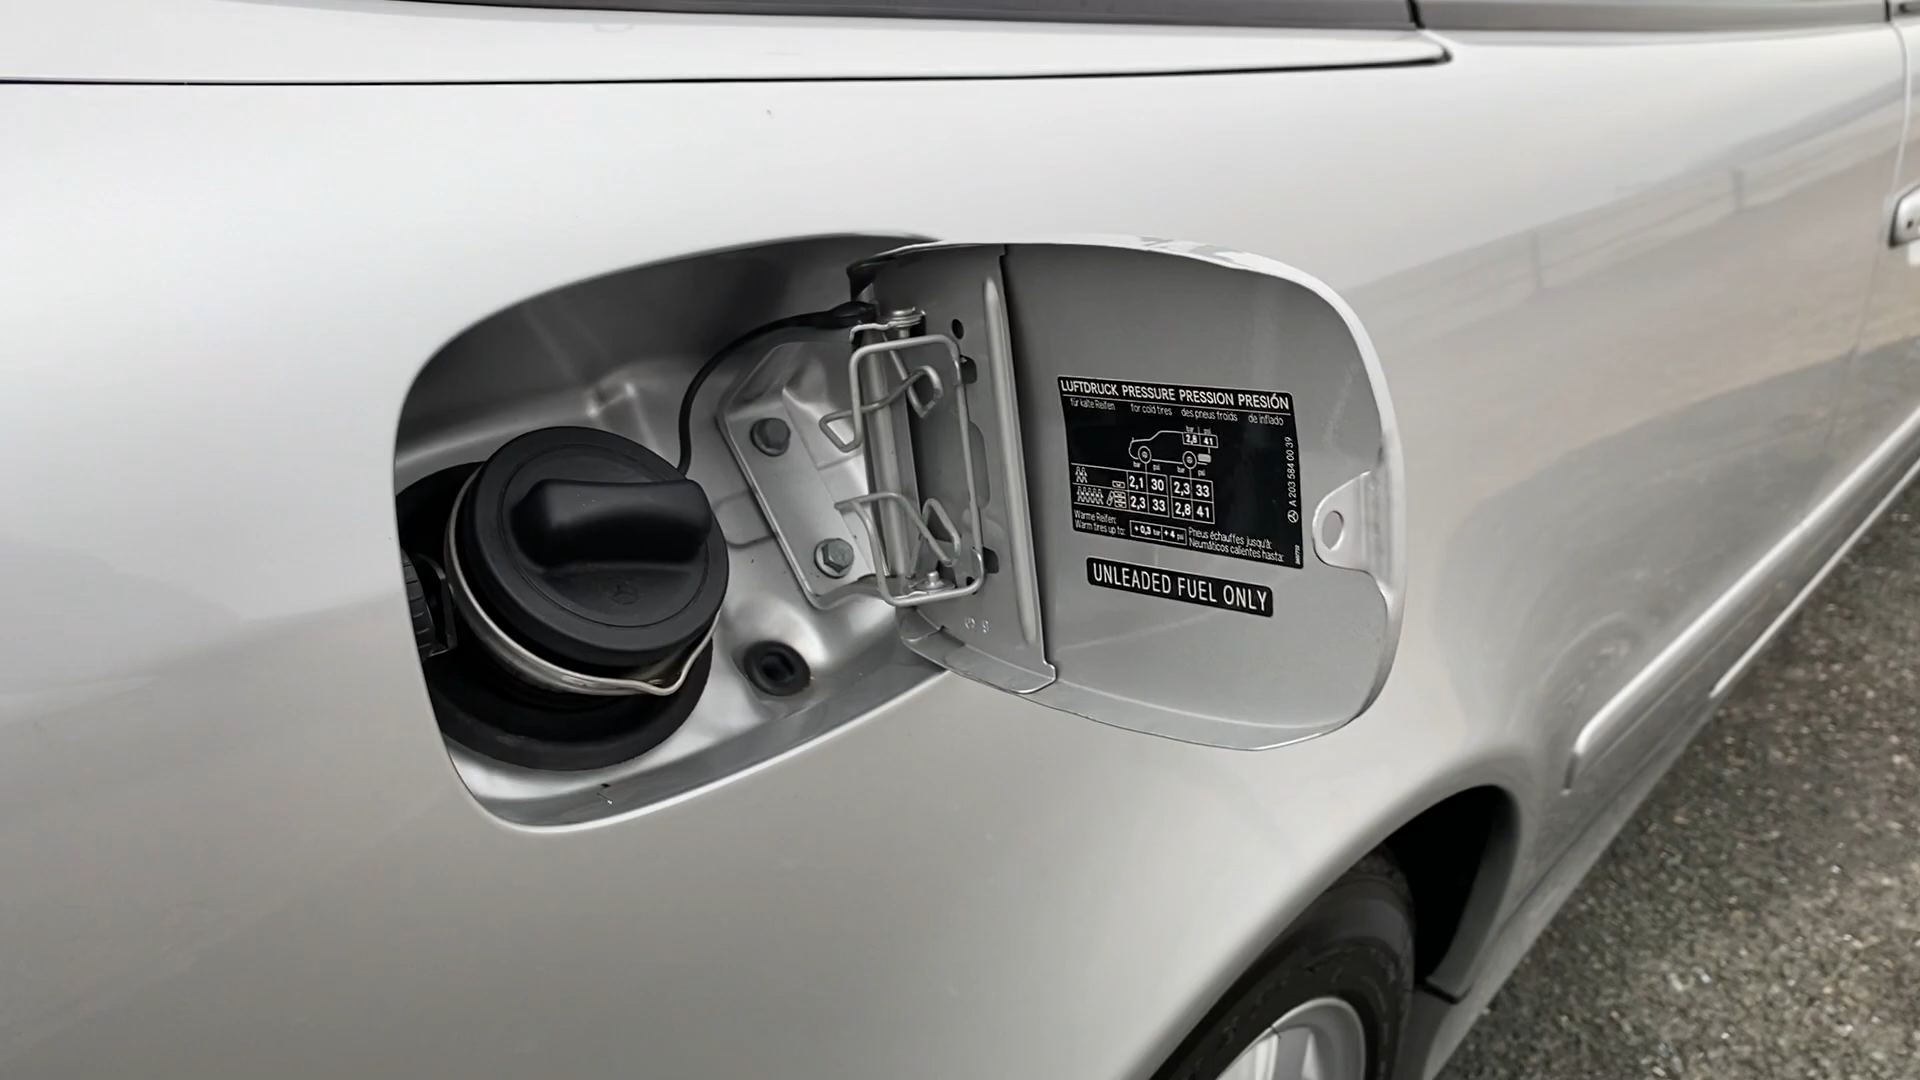 LUFTDRUCK PRESSURE PRESSION PRESIÓN
für kalte Reifen for cold tires des pneus froids de inflado
bar psi
2,8 41
bar psi bar psi
2,1 30 2,3 33
2,3 33 2,8 41
Warme Reifen:
Warm tires up to:
+ 0,3 bar + 4 psi
Pneus échauffes jusqu'à:
Neumáticos calientes hasta:
A 203 584 00 39
UNLEADED FUEL ONLY